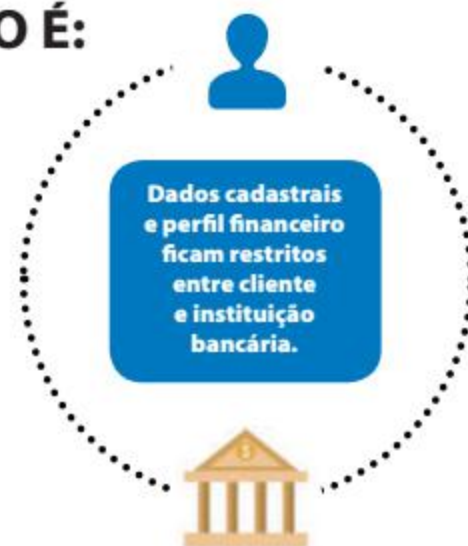 O É:
Dados cadastrais
e perfil financeiro
ficam restritos
entre cliente
e instituição
bancária.
$